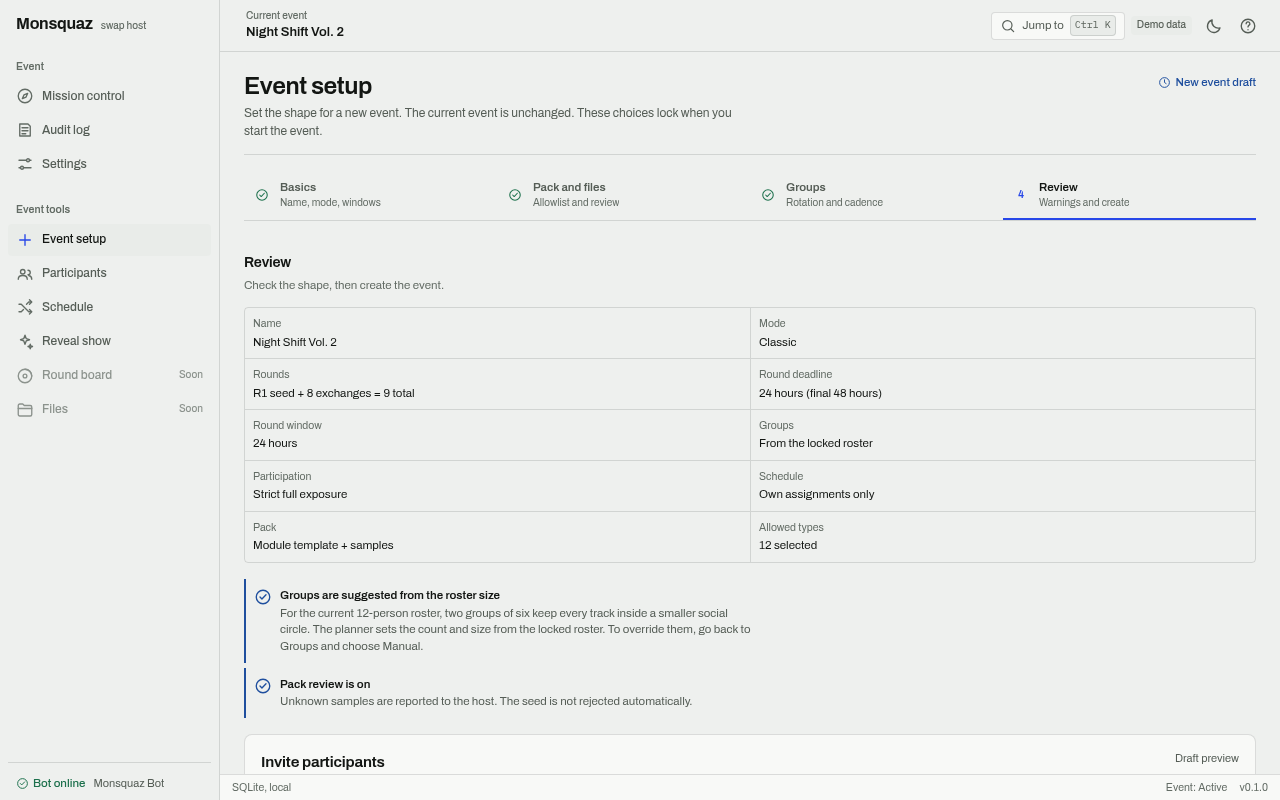 Monsquaz swap host
Event
Mission control
Audit log
Settings
Event tools
Event setup
Participants
Schedule
Reveal show
Round board Soon
Files Soon
Bot online Monsquaz Bot
Current event
Night Shift Vol. 2
Jump to Ctrl K
Demo data
Event setup
New event draft
Set the shape for a new event. The current event is unchanged. These choices lock when you
start the event.
Basics
Name, mode, windows
Pack and files
Allowlist and review
Groups
Rotation and cadence
4 Review
Warnings and create
Review
Check the shape, then create the event.
Name
Night Shift Vol. 2
Mode
Classic
Rounds
R1 seed + 8 exchanges = 9 total
Round deadline
24 hours (final 48 hours)
Round window
24 hours
Groups
From the locked roster
Participation
Strict full exposure
Schedule
Own assignments only
Pack
Module template + samples
Allowed types
12 selected
Groups are suggested from the roster size
For the current 12-person roster, two groups of six keep every track inside a smaller social
circle. The planner sets the count and size from the locked roster. To override them, go back to
Groups and choose Manual.
Pack review is on
Unknown samples are reported to the host. The seed is not rejected automatically.
Invite participants
Draft preview
SQLite, local
Event: Active v0.1.0